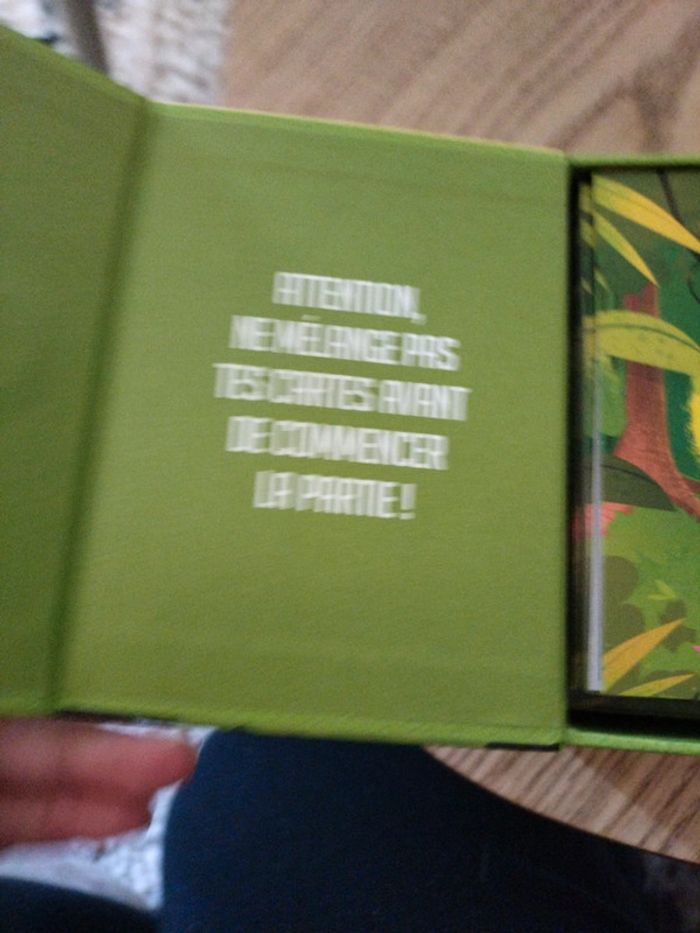 ATTENTION,
NE MÉLANGE PAS
TES CARTES AVANT
DE COMMENCER
LA PARTIE !